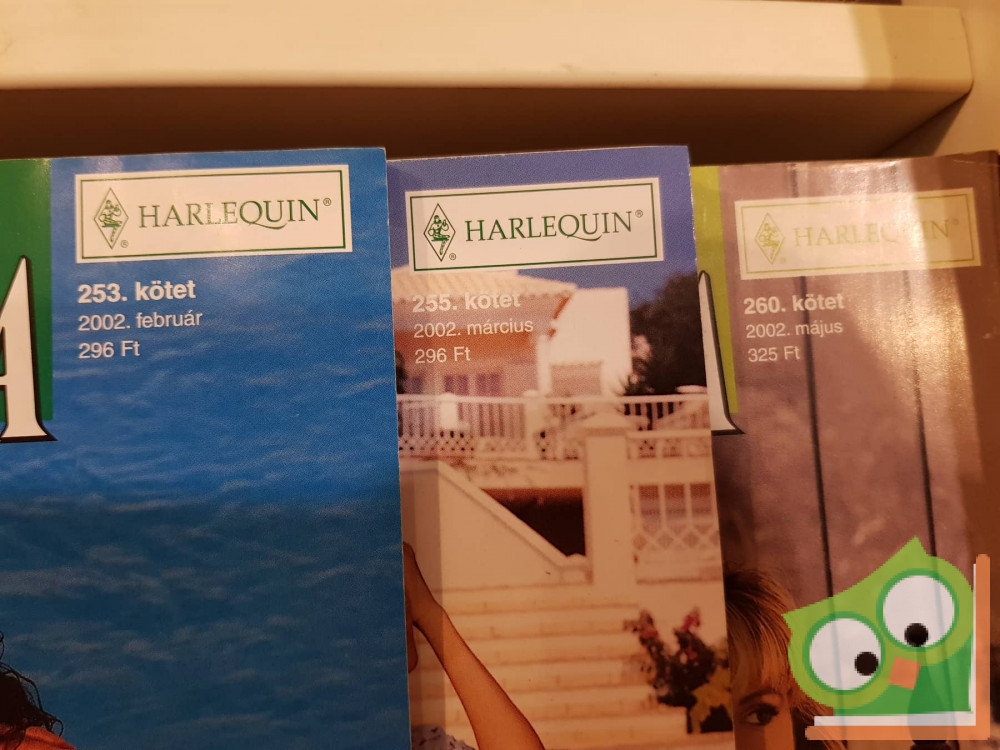 HARLEQUIN®
253. kötet
2002. február
296 Ft
A
HARLEQUIN®
255. kötet
2002. március
296 Ft
A
HARLEQUIN®
260. kötet
2002. május
325 Ft